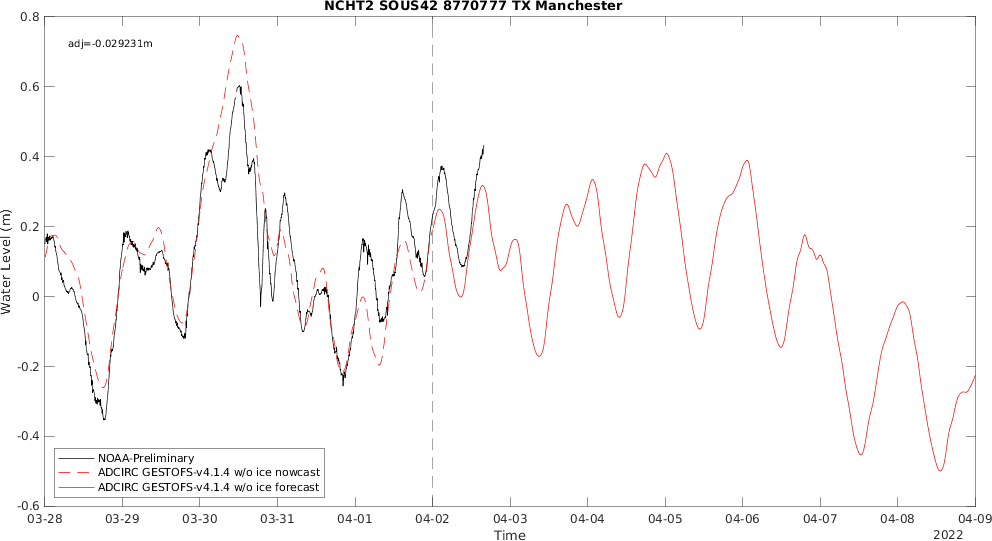 NCHT2 SOUS42 8770777 TX Manchester
adj=-0.029231m
0.8
0.6
0.4
0.2
0
-0.2
-0.4
-0.6
Water Level (m)
NOAA-Preliminary
ADCIRC GESTOFS-v4.1.4 w/o ice nowcast
ADCIRC GESTOFS-v4.1.4 w/o ice forecast
03-28 03-29 03-30 03-31 04-01 04-02 04-03 04-04 04-05 04-06 04-07 04-08 04-09
Time
2022